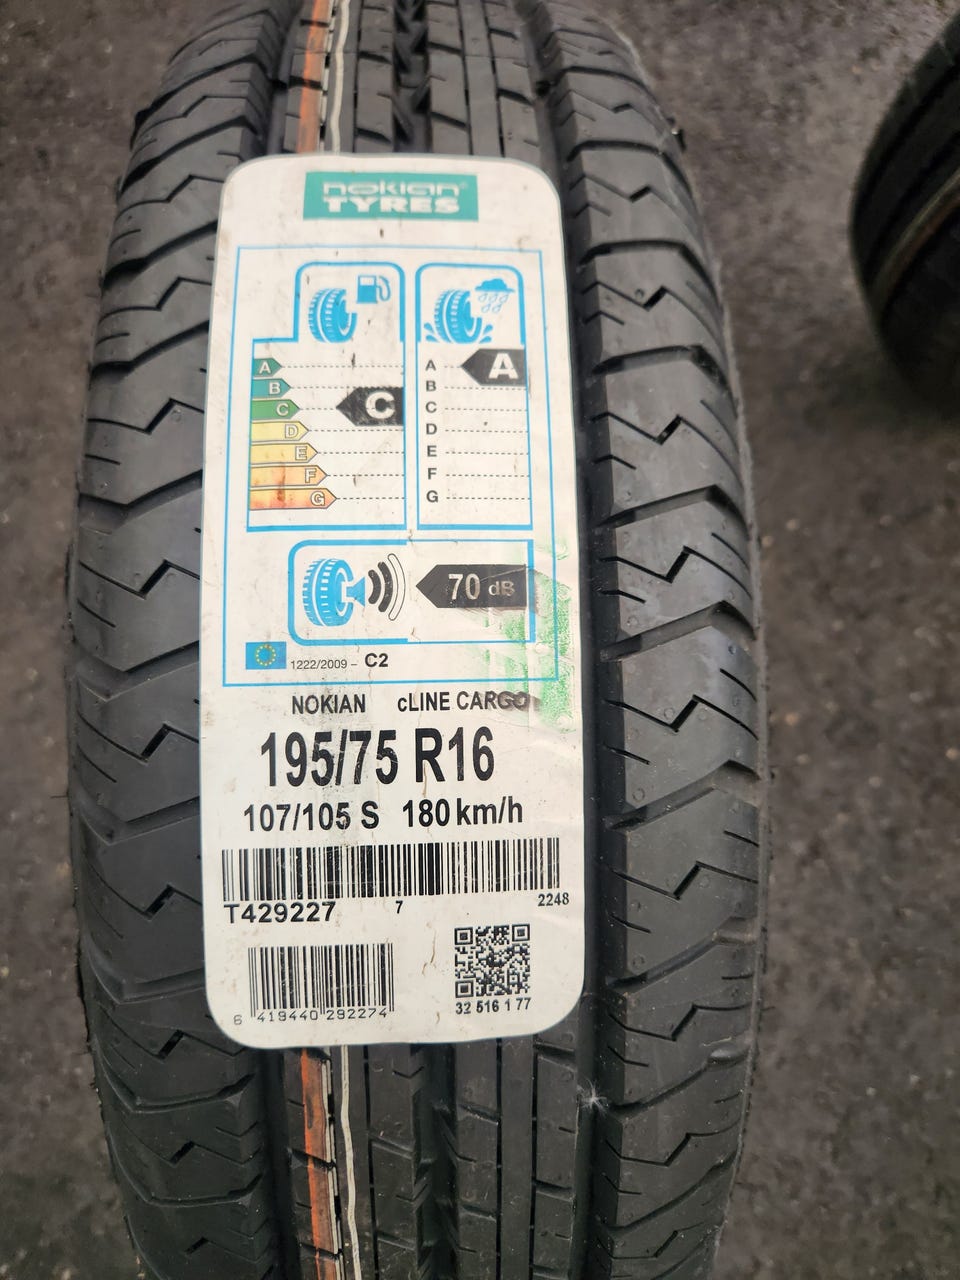 nokian
TYRES
A
B
C
D
E
F
G
C
A
B
C
D
E
F
G
A
70 dB
1222/2009 - C2
NOKIAN cLINE CARGO
195/75 R16
107/105 S 180 km/h
T429227 7 2248
6 419440 292274
32 516 1 77